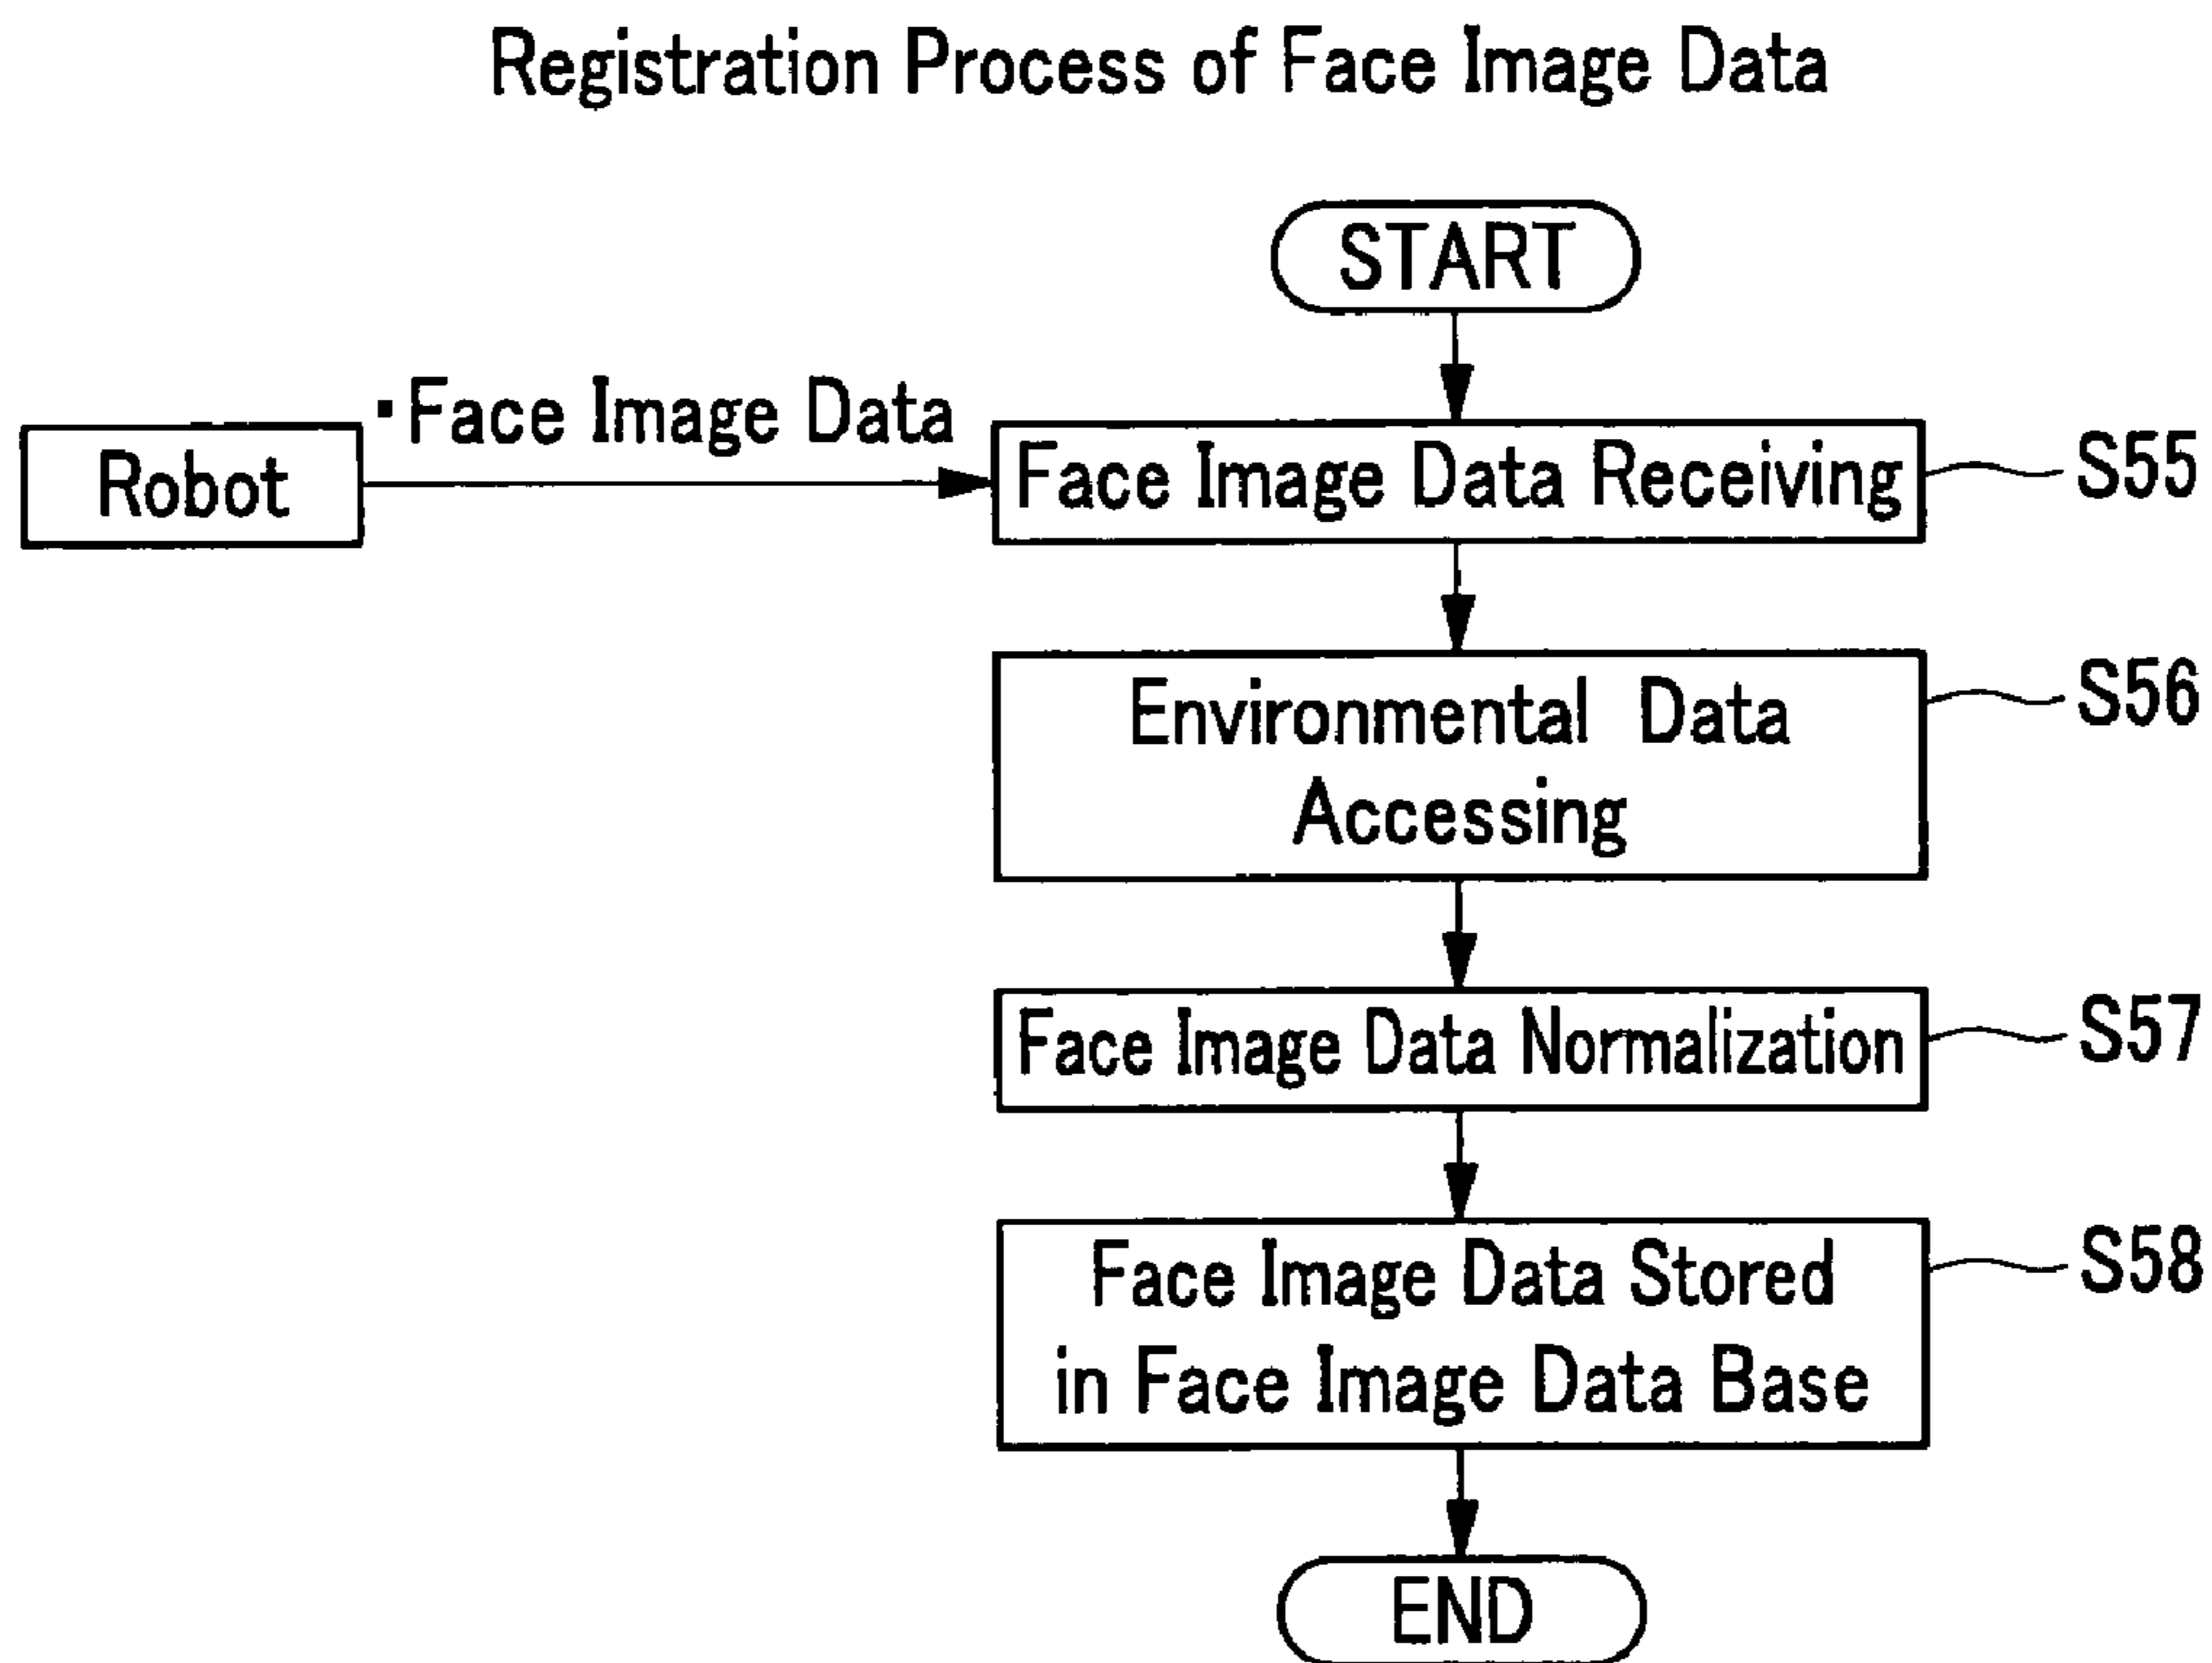 Registration Process of Face Image Data
START
Robot
▪Face Image Data
Face Image Data Receiving
S55
Environmental Data
Accessing
S56
Face Image Data Normalization
S57
Face Image Data Stored
in Face Image Data Base
S58
END